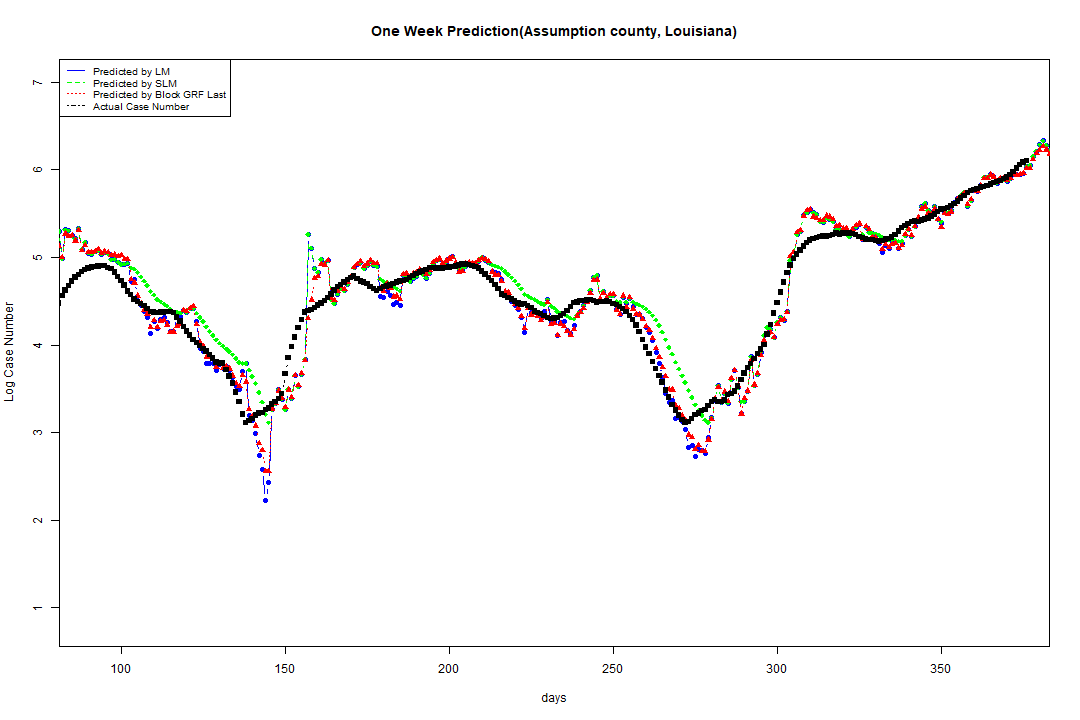 One Week Prediction(Assumption county, Louisiana)
Predicted by LM
Predicted by SLM
Predicted by Block GRF Last
Actual Case Number
7
6
5
4
3
2
1
Log Case Number
100 150 200 250 300 350
days